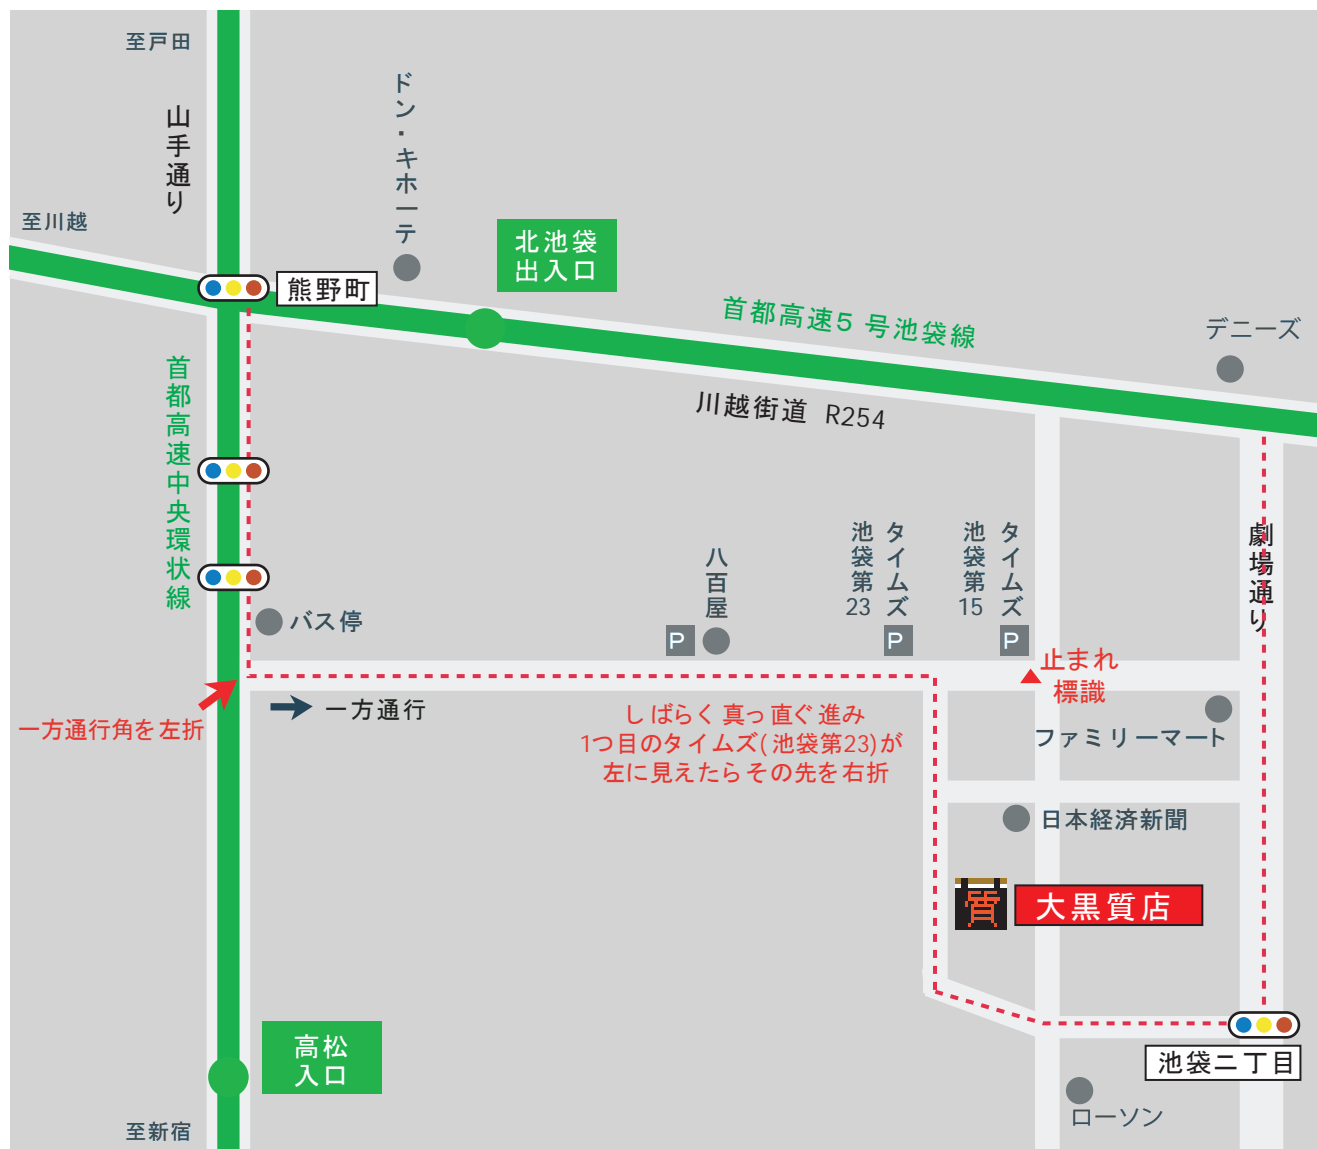 至戸田
山手通り
至川越
ドン・キホーテ
北池袋
出入口
熊野町
首都高速5 号池袋線
川越街道 R254
デニーズ
首都高速中央環状線
バス停
八百屋
P
タイムズ
池袋第23
P
タイムズ
池袋第15
P
劇場通り
止まれ
標識
一方通行角を左折
一方通行
しばらく真っ直ぐ進み
1つ目のタイムズ(池袋第23)が
左に見えたらその先を右折
ファミリーマート
日本経済新聞
質
大黒質店
高松
入口
池袋二丁目
ローソン
至新宿